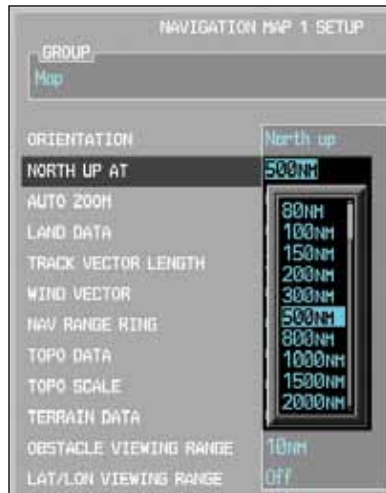 NAVIGATION MAP 1 SETUP
GROUP
Map
ORIENTATION North up
NORTH UP AT 500NM
AUTO ZOOM
LAND DATA
TRACK VECTOR LENGTH
WIND VECTOR
NAV RANGE RING
TOPO DATA
TOPO SCALE
TERRAIN DATA
OBSTACLE VIEWING RANGE 10NM
LAT/LON VIEWING RANGE Off
80NM
100NM
150NM
200NM
300NM
500NM
800NM
1000NM
1500NM
2000NM